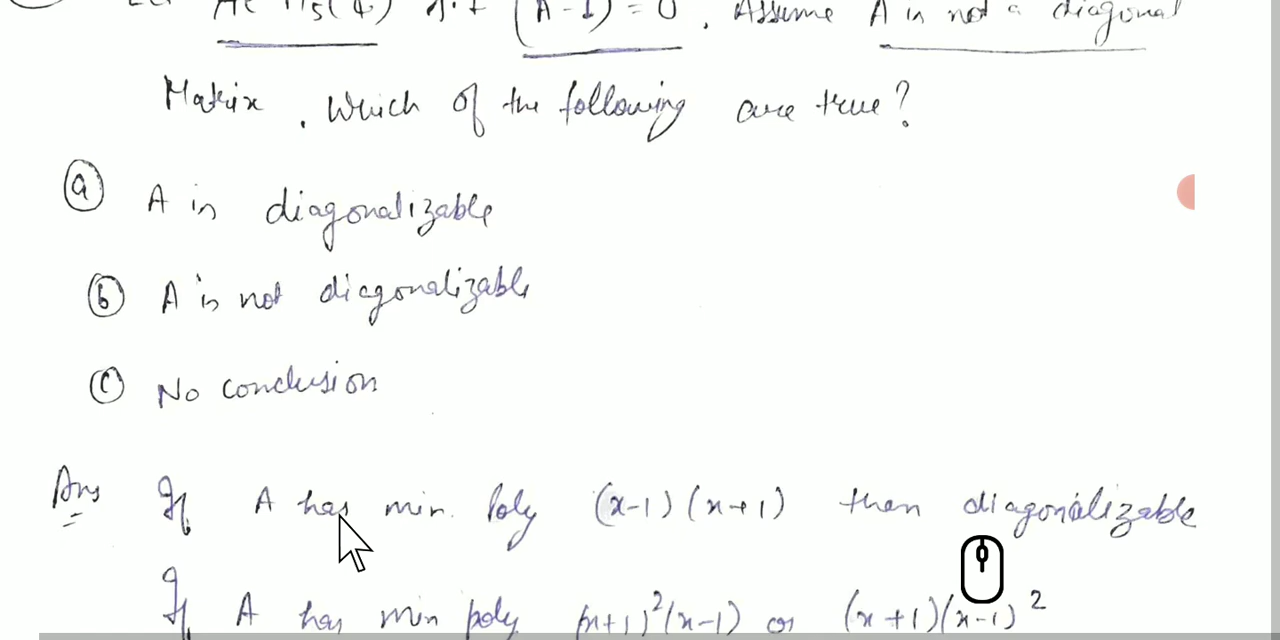 (A - I) = 0. Assume A is not a diagonal
Matrix. Which of the following are true?
(a) A is diagonalizable
(b) A is not diagonalizable
(c) No conclusion
Ans If A has min. Poly (x-1)(x+1) then diagonalizable
If A has min poly (x+1)²(x-1) or (x+1)(x-1)²